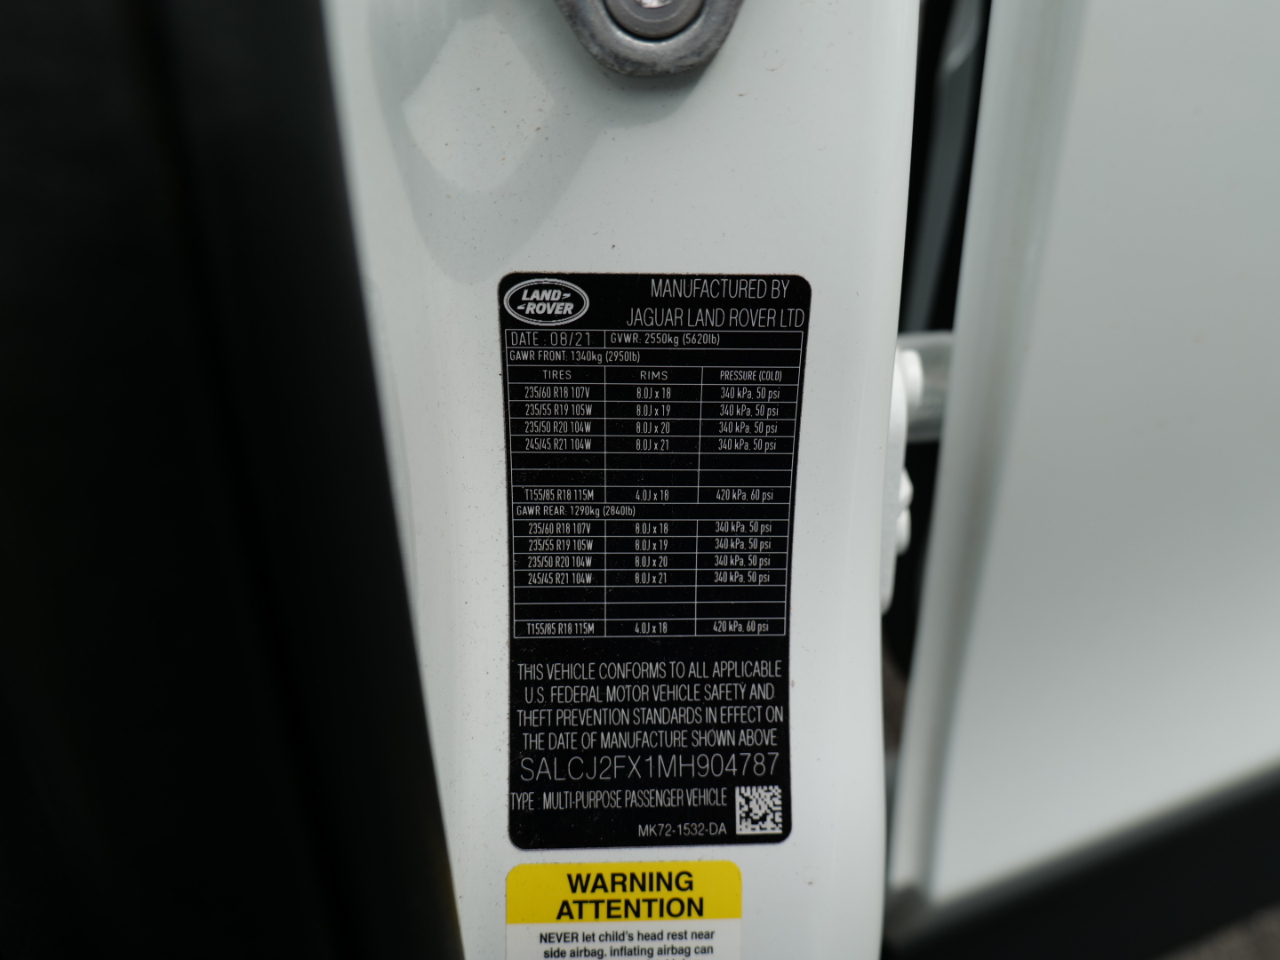 LAND-
-ROVER
MANUFACTURED BY
JAGUAR LAND ROVER LTD
DATE : 08/21 GVWR: 2550kg (5620lb)
GAWR FRONT: 1340kg (2950lb)
TIRES RIMS PRESSURE (COLD)
235/60 R18 107V 8.0J x 18 340 kPa, 50 psi
235/55 R19 105W 8.0J x 19 340 kPa, 50 psi
235/50 R20 104W 8.0J x 20 340 kPa, 50 psi
245/45 R21 104W 8.0J x 21 340 kPa, 50 psi
T155/85 R18 115M 4.0J x 18 420 kPa, 60 psi
GAWR REAR: 1290kg (2840lb)
235/60 R18 107V 8.0J x 18 340 kPa, 50 psi
235/55 R19 105W 8.0J x 19 340 kPa, 50 psi
235/50 R20 104W 8.0J x 20 340 kPa, 50 psi
245/45 R21 104W 8.0J x 21 340 kPa, 50 psi
T155/85 R18 115M 4.0J x 18 420 kPa, 60 psi
THIS VEHICLE CONFORMS TO ALL APPLICABLE
U.S. FEDERAL MOTOR VEHICLE SAFETY AND
THEFT PREVENTION STANDARDS IN EFFECT ON
THE DATE OF MANUFACTURE SHOWN ABOVE
SALCJ2FX1MH904787
TYPE : MULTI-PURPOSE PASSENGER VEHICLE
MK72-1532-DA
WARNING
ATTENTION
NEVER let child's head rest near
side airbag, inflating airbag can